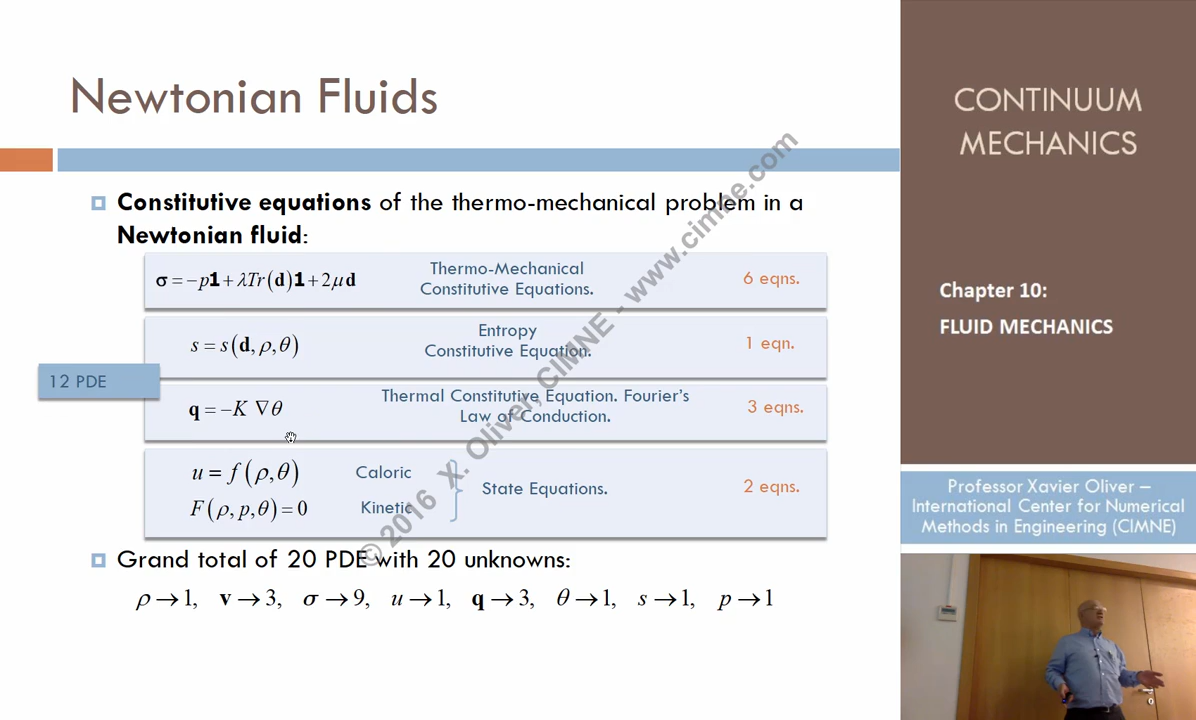 Newtonian Fluids
Constitutive equations of the thermo-mechanical problem in a
Newtonian fluid:
σ = −p1 + λTr(d)1 + 2μd
Thermo-Mechanical
Constitutive Equations.
6 eqns.
s = s(d, ρ, θ)
Entropy
Constitutive Equation.
1 eqn.
12 PDE
q = −K ∇θ
Thermal Constitutive Equation. Fourier's
Law of Conduction.
3 eqns.
u = f(ρ, θ)
Caloric
F(ρ, p, θ) = 0
Kinetic
State Equations.
2 eqns.
Grand total of 20 PDE with 20 unknowns:
ρ → 1, v → 3, σ → 9, u → 1, q → 3, θ → 1, s → 1, p → 1
© 2016 X. Oliver, CIMNE - www.cimne.com
CONTINUUM
MECHANICS
Chapter 10:
FLUID MECHANICS
Professor Xavier Oliver –
International Center for Numerical
Methods in Engineering (CIMNE)